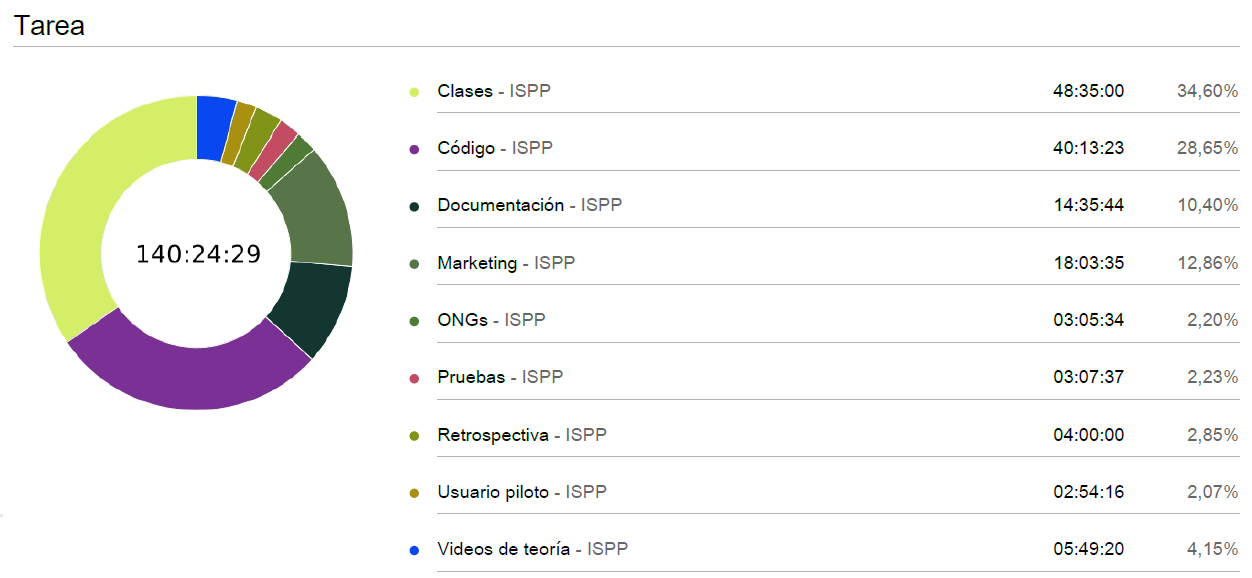 Tarea
140:24:29
Clases - ISPP 48:35:00 34,60%
Código - ISPP 40:13:23 28,65%
Documentación - ISPP 14:35:44 10,40%
Marketing - ISPP 18:03:35 12,86%
ONGs - ISPP 03:05:34 2,20%
Pruebas - ISPP 03:07:37 2,23%
Retrospectiva - ISPP 04:00:00 2,85%
Usuario piloto - ISPP 02:54:16 2,07%
Videos de teoría - ISPP 05:49:20 4,15%